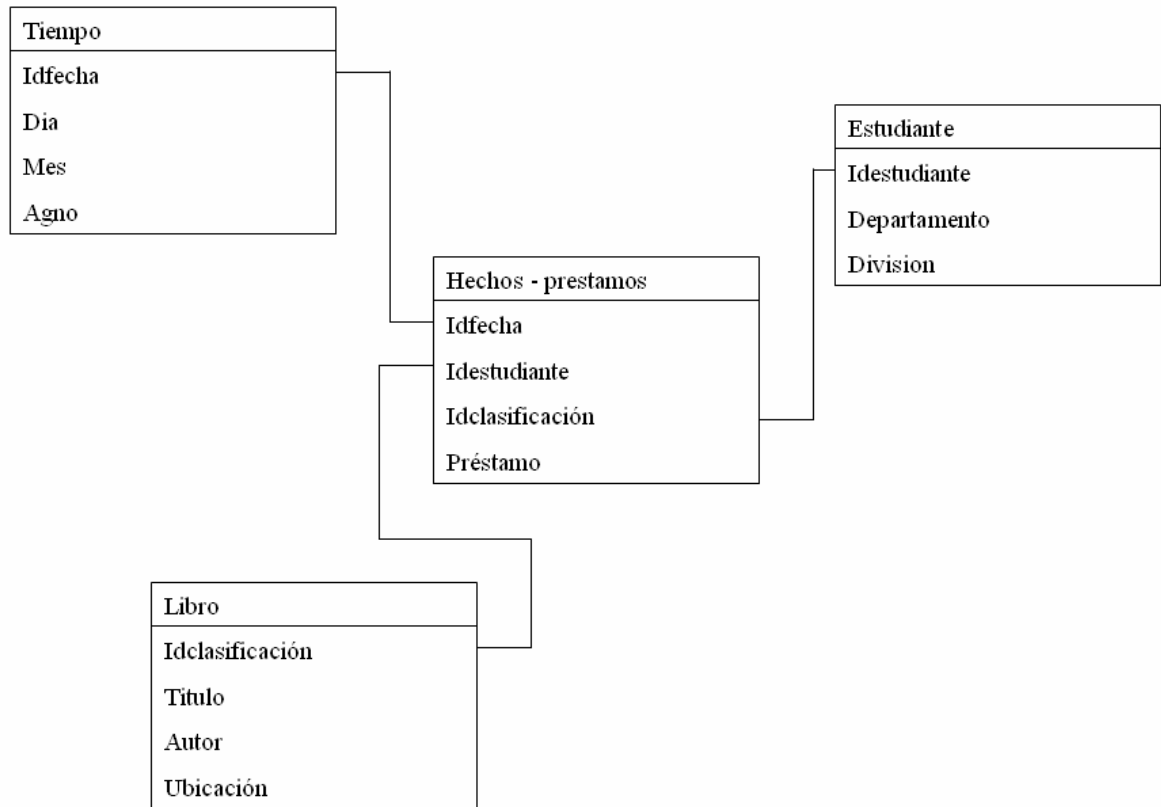 Tiempo
Idfecha
Dia
Mes
Agno
Estudiante
Idestudiante
Departamento
Division
Hechos - prestamos
Idfecha
Idestudiante
Idclasificación
Préstamo
Libro
Idclasificación
Titulo
Autor
Ubicación